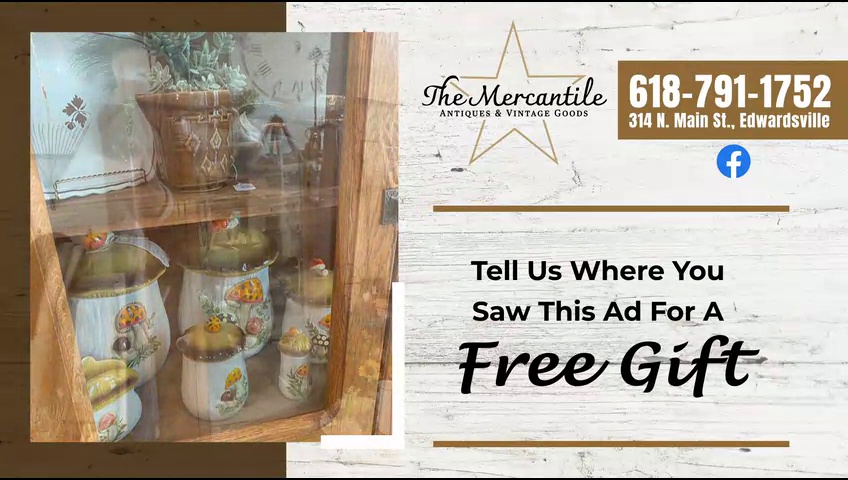 The Mercantile
Antiques & Vintage Goods
618-791-1752
314 N. Main St., Edwardsville
Tell Us Where You
Saw This Ad For A
Free Gift